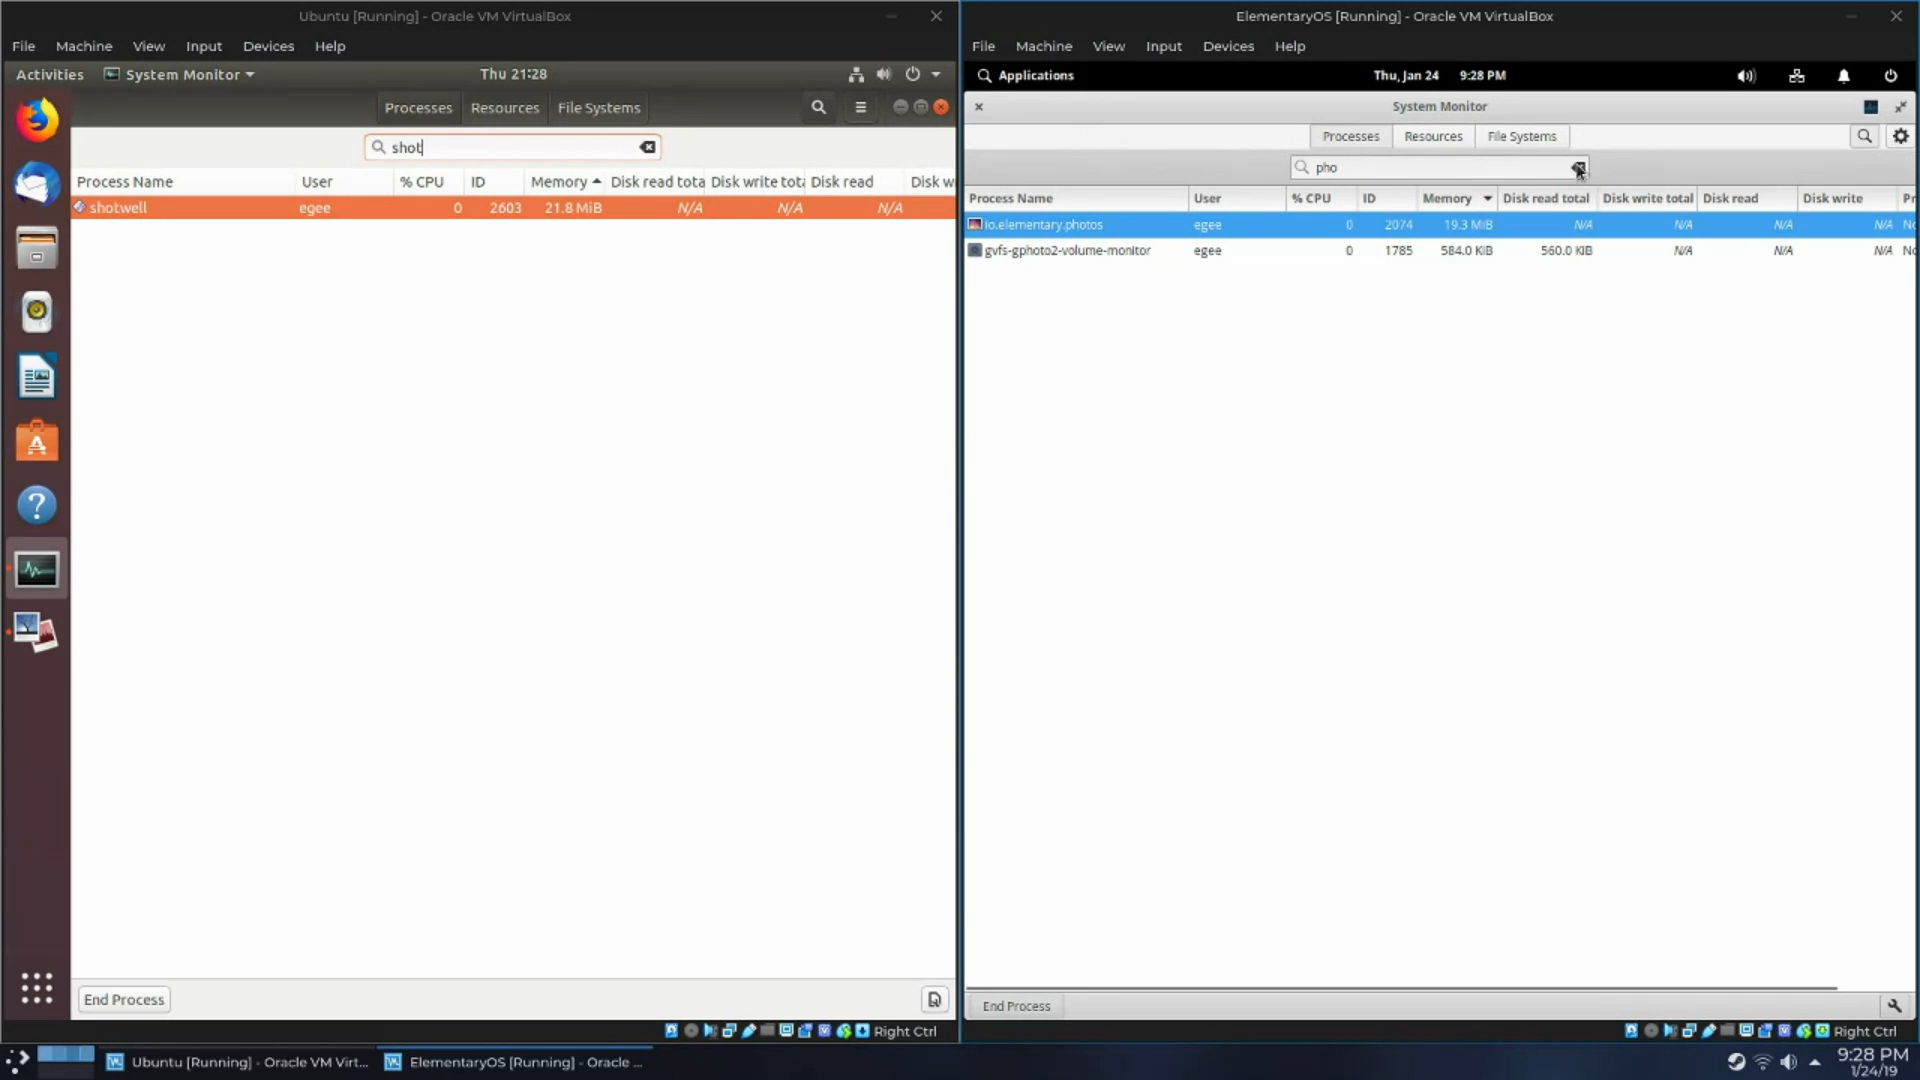 Ubuntu [Running] - Oracle VM VirtualBox
File Machine View Input Devices Help
Activities System Monitor Thu 21:28
Processes Resources File Systems
shot
Process Name User % CPU ID Memory Disk read tota Disk write tota Disk read Disk w
shotwell egee 0 2603 21.8 MiB N/A N/A N/A
End Process
Right Ctrl
ElementaryOS [Running] - Oracle VM VirtualBox
File Machine View Input Devices Help
Applications Thu, Jan 24 9:28 PM
System Monitor
Processes Resources File Systems
pho
Process Name User % CPU ID Memory Disk read total Disk write total Disk read Disk write Pr
io.elementary.photos egee 0 2074 19.3 MiB N/A N/A N/A N/A No
gvfs-gphoto2-volume-monitor egee 0 1785 584.0 KiB 560.0 KiB N/A N/A N/A No
End Process
Right Ctrl
Ubuntu [Running] - Oracle VM Virt... ElementaryOS [Running] - Oracle ... 9:28 PM
1/24/19